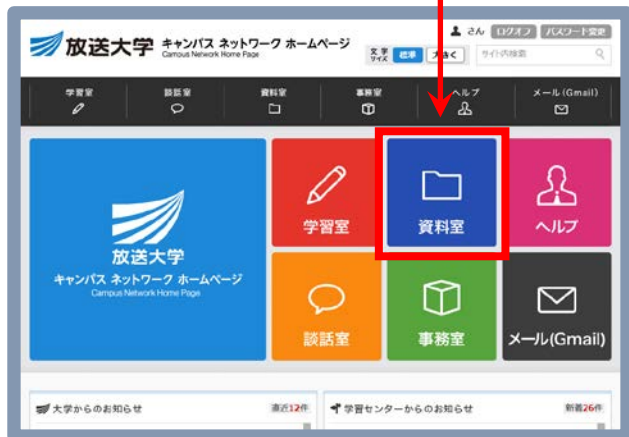 さん ログオフ パスワード変更
放送大学 キャンパス ネットワーク ホームページ
Campus Network Home Page
文字サイズ 標準 大きく サイト内検索
学習室 談話室 資料室 事務室 ヘルプ メール(Gmail)
学習室 資料室 ヘルプ
放送大学
キャンパス ネットワーク ホームページ
Campus Network Home Page
談話室 事務室 メール(Gmail)
大学からのお知らせ 直近12件 学習センターからのお知らせ 新着26件